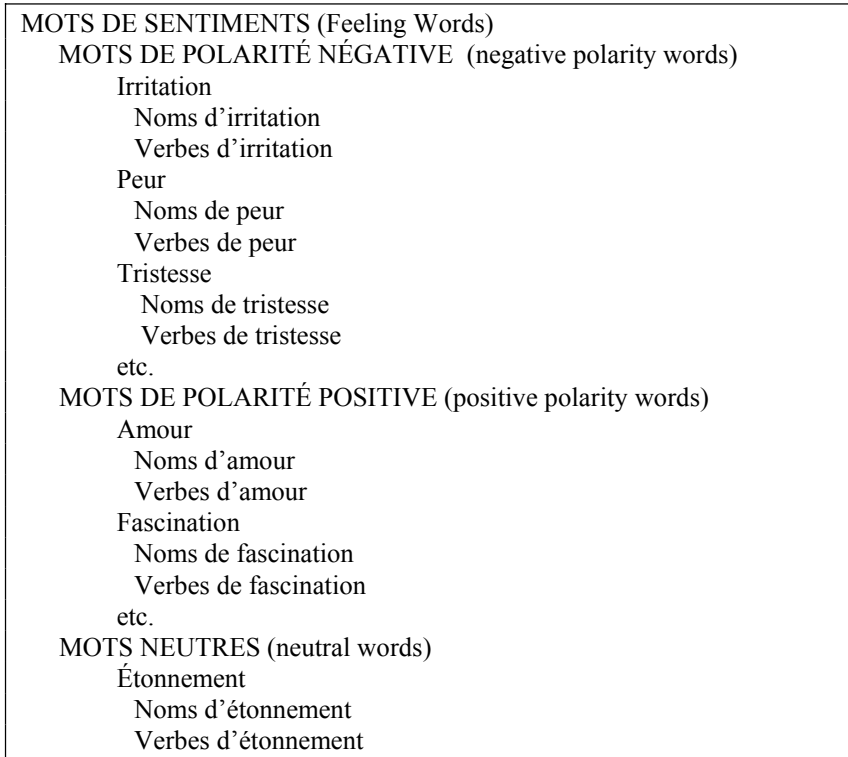 MOTS DE SENTIMENTS (Feeling Words)
MOTS DE POLARITÉ NÉGATIVE (negative polarity words)
Irritation
Noms d’irritation
Verbes d’irritation
Peur
Noms de peur
Verbes de peur
Tristesse
Noms de tristesse
Verbes de tristesse
etc.
MOTS DE POLARITÉ POSITIVE (positive polarity words)
Amour
Noms d’amour
Verbes d’amour
Fascination
Noms de fascination
Verbes de fascination
etc.
MOTS NEUTRES (neutral words)
Étonnement
Noms d’étonnement
Verbes d’étonnement